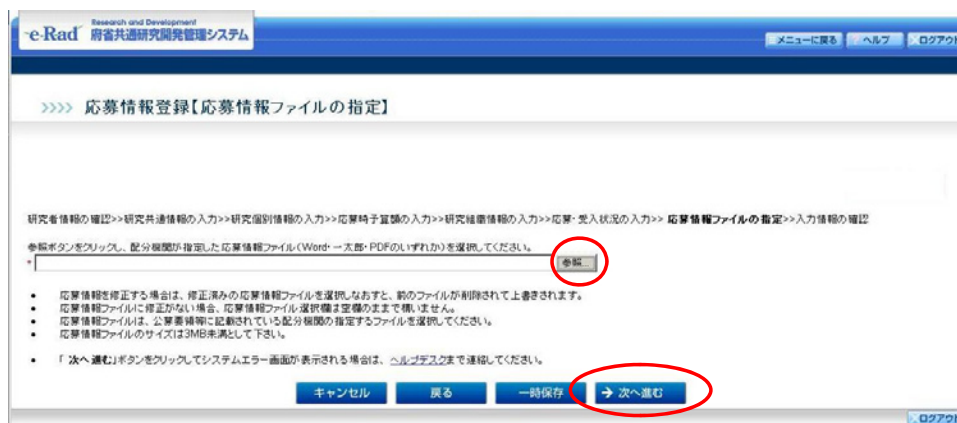 Research and Development
e-Rad 府省共通研究開発管理システム
メニューに戻る ヘルプ ログアウト
>>>> 応募情報登録【応募情報ファイルの指定】
研究者情報の確認>>研究共通情報の入力>>研究個別情報の入力>>応募時予算額の入力>>研究組織情報の入力>>応募・受入状況の入力>> 応募情報ファイルの指定>>入力情報の確認
参照ボタンをクリックし、配分機関が指定した応募情報ファイル(Word・一太郎・PDFのいずれか)を選択してください。
* 参照...
• 応募情報を修正する場合は、修正済みの応募情報ファイルを選択しなおすと、前のファイルが削除されて上書きされます。
• 応募情報ファイルに修正がない場合、応募情報ファイル選択欄は空欄のままで構いません。
• 応募情報ファイルは、公募要領等に記載されている配分機関の指定するファイルを選択してください。
• 応募情報ファイルのサイズは3MB未満として下さい。
• 「次へ進む」ボタンをクリックしてシステムエラー画面が表示される場合は、ヘルプデスクまで連絡してください。
キャンセル 戻る 一時保存 → 次へ進む
ログアウト